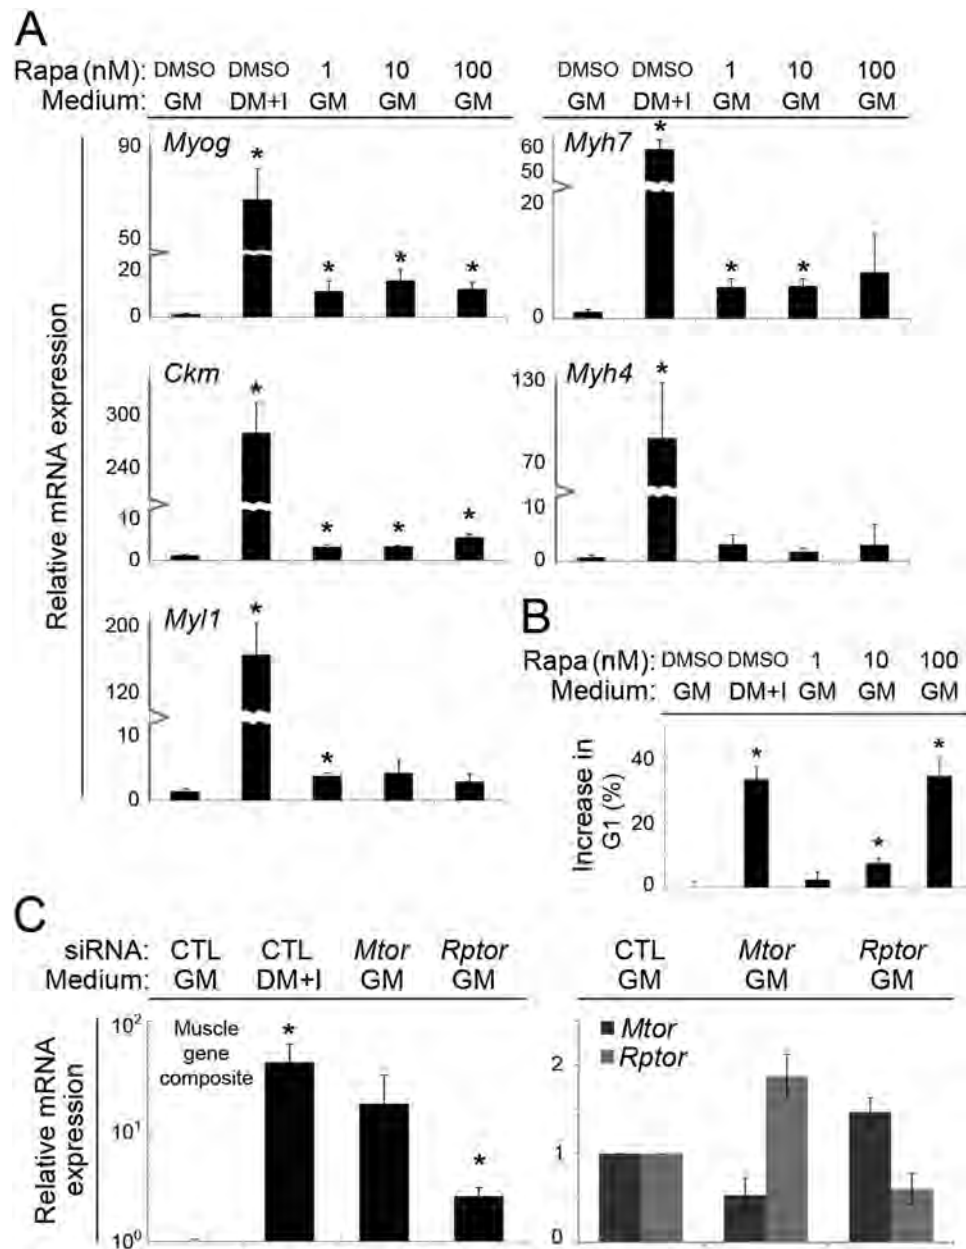 A
Rapa (nM): DMSO DMSO 1 10 100 DMSO DMSO 1 10 100
Medium: GM DM+I GM GM GM GM DM+I GM GM GM
Relative mRNA expression
Myog
90
50
20
0
* * * *
Myh7
60
50
20
0
* * *
Ckm
300
240
10
0
* * * *
Myh4
130
70
10
0
*
Myl1
200
120
10
0
* *
B
Rapa (nM): DMSO DMSO 1 10 100
Medium: GM DM+I GM GM GM
Increase in
G1 (%)
40
20
0
* * *
C
siRNA: CTL CTL Mtor Rptor CTL Mtor Rptor
Medium: GM DM+I GM GM GM GM GM
Relative mRNA
expression
10²
10¹
10⁰
Muscle
gene
composite
* *
2
1
0
Mtor
Rptor